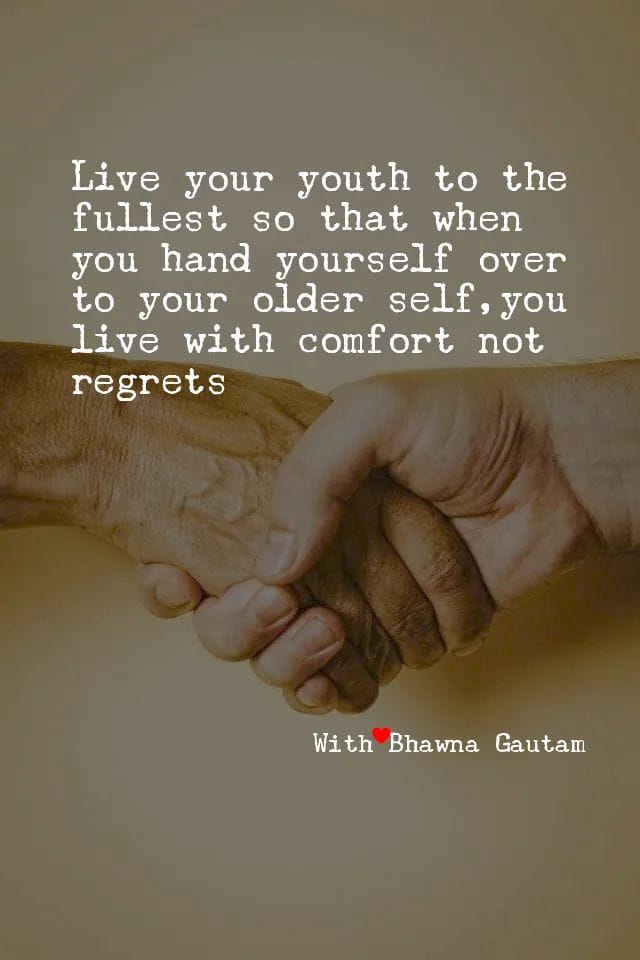 Live your youth to the
fullest so that when
you hand yourself over
to your older self,you
live with comfort not
regrets
With❤Bhawna Gautam